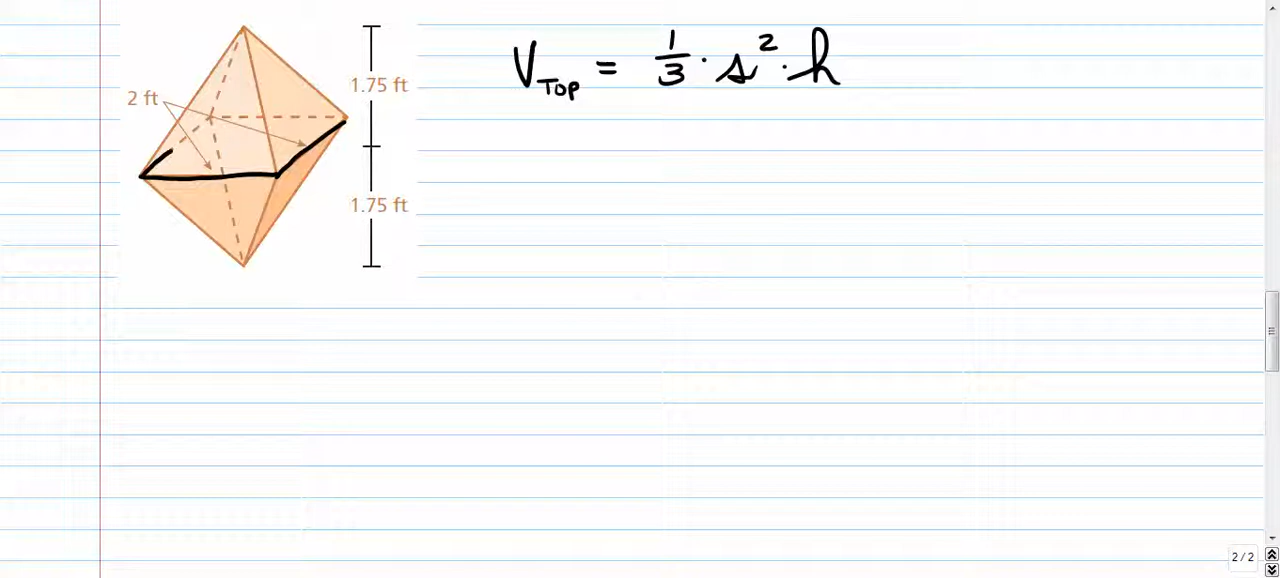 V_Top = 1/3 · s² · h
1.75 ft
2 ft
1.75 ft
2 / 2